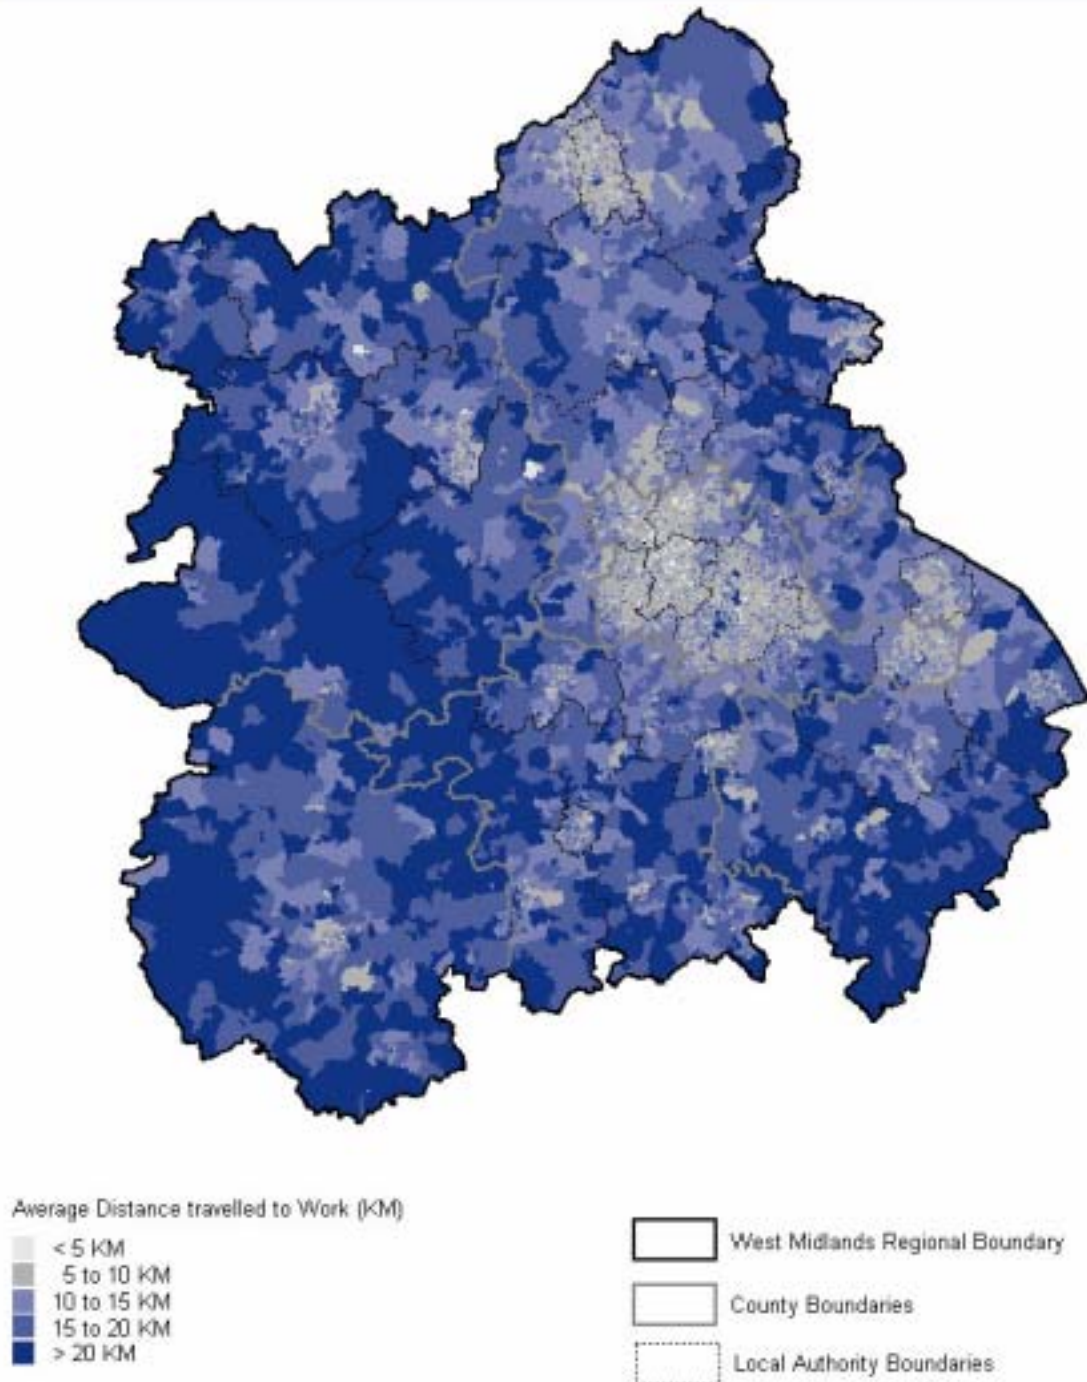 Average Distance travelled to Work (KM)
< 5 KM
5 to 10 KM
10 to 15 KM
15 to 20 KM
> 20 KM
West Midlands Regional Boundary
County Boundaries
Local Authority Boundaries